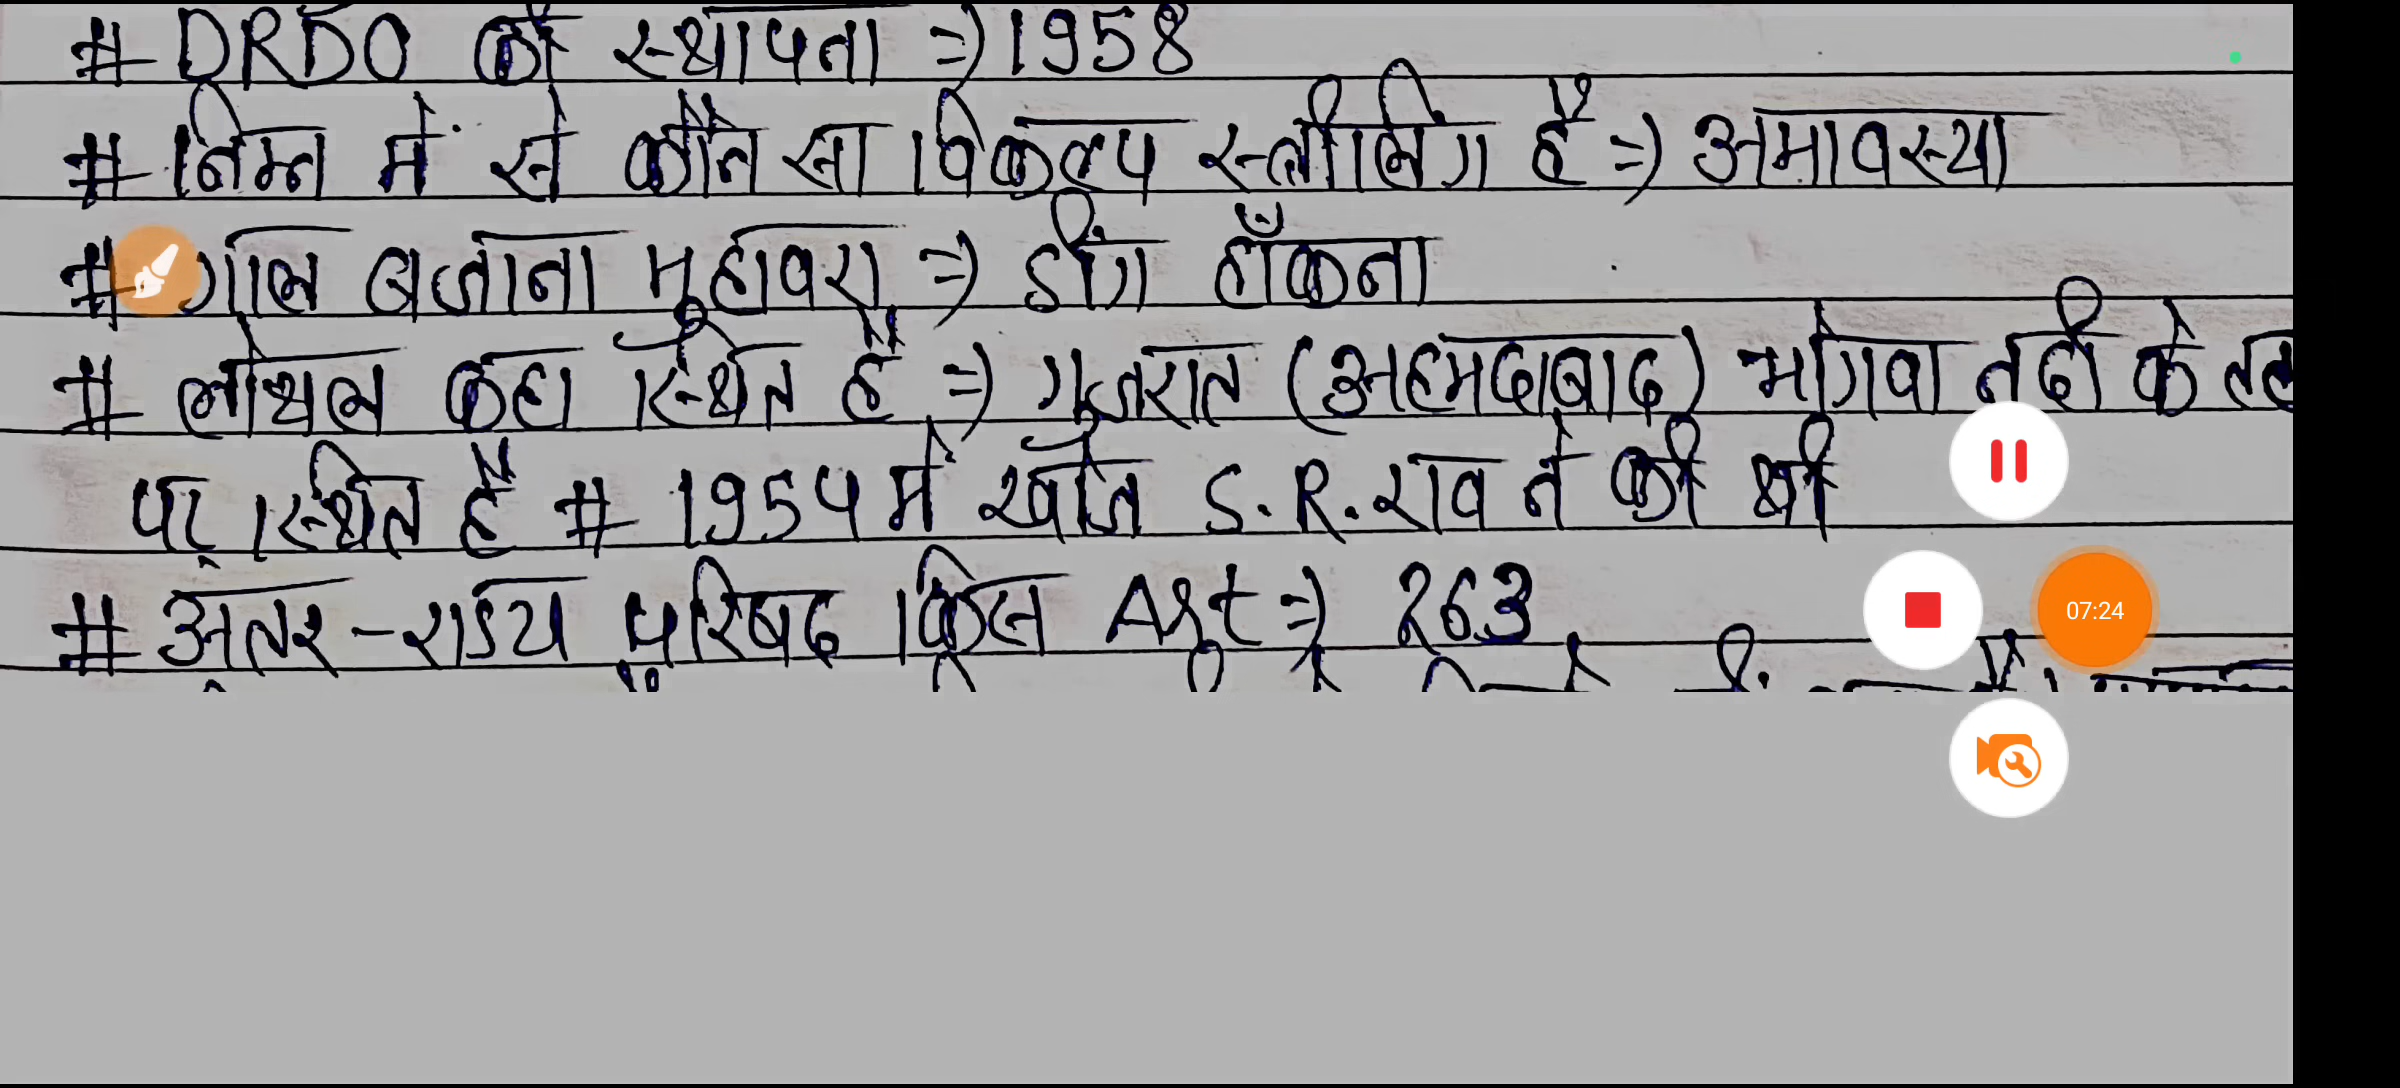 # DRDO की स्थापना => 1958
# निम्न में से कौन सा विकल्प स्त्रीलिंग है => अमावस्या
# गाल बजाना मुहावरा => डींग हाँकना
# लोथल कहा स्थित है => गुजरात (अहमदाबाद) भोगवा नदी के तट
पर स्थित है # 1954 में खोज S.R. राव ने की थी
# अंतर-राज्य परिषद किस Art => 263
07:24